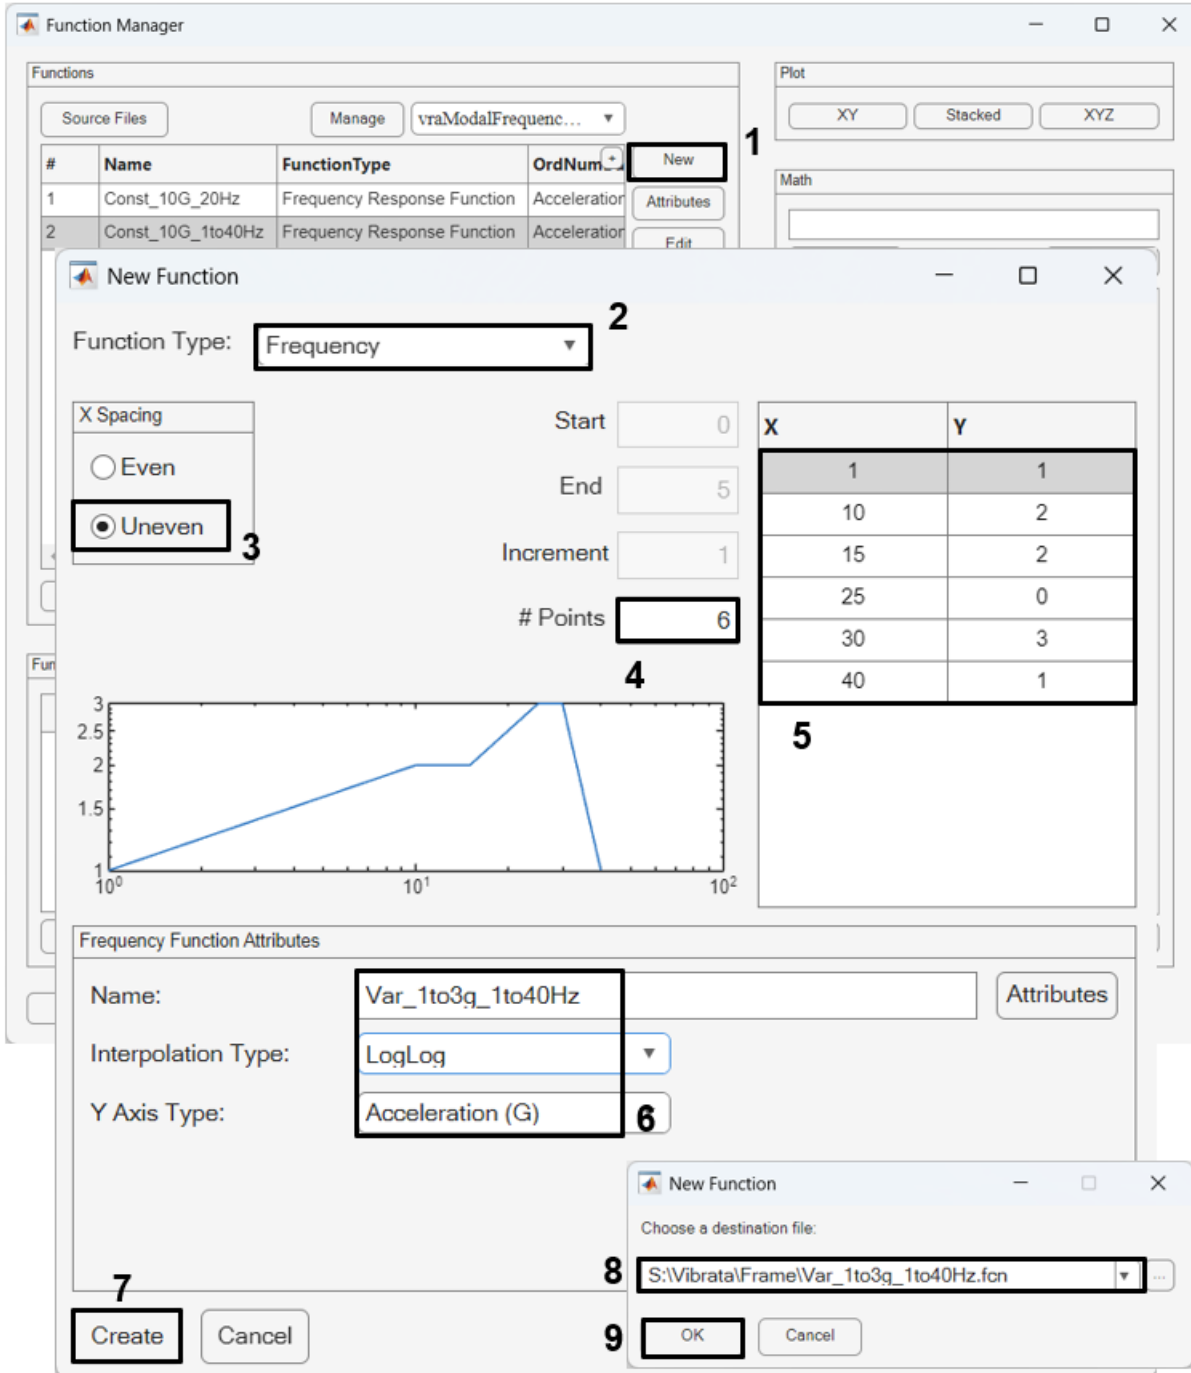 Function Manager
Functions
Plot
Source Files
Manage
vraModalFrequenc...
XY
Stacked
XYZ
1
# Name FunctionType OrdNum
New
1 Const_10G_20Hz Frequency Response Function Acceleration
Attributes
Math
2 Const_10G_1to40Hz Frequency Response Function Acceleration
Edit
New Function
2
Function Type: Frequency
X Spacing
Even
Uneven
3
Start 0
End 5
Increment 1
# Points 6
4
X Y
1 1
10 2
15 2
25 0
30 3
40 1
5
Fun
3
2.5
2
1.5
1
10⁰ 10¹ 10²
Frequency Function Attributes
Name: Var_1to3g_1to40Hz
Attributes
Interpolation Type: LogLog
Y Axis Type: Acceleration (G)
6
New Function
Choose a destination file:
8
S:\Vibrata\Frame\Var_1to3g_1to40Hz.fcn
...
7
Create
Cancel
9
OK
Cancel